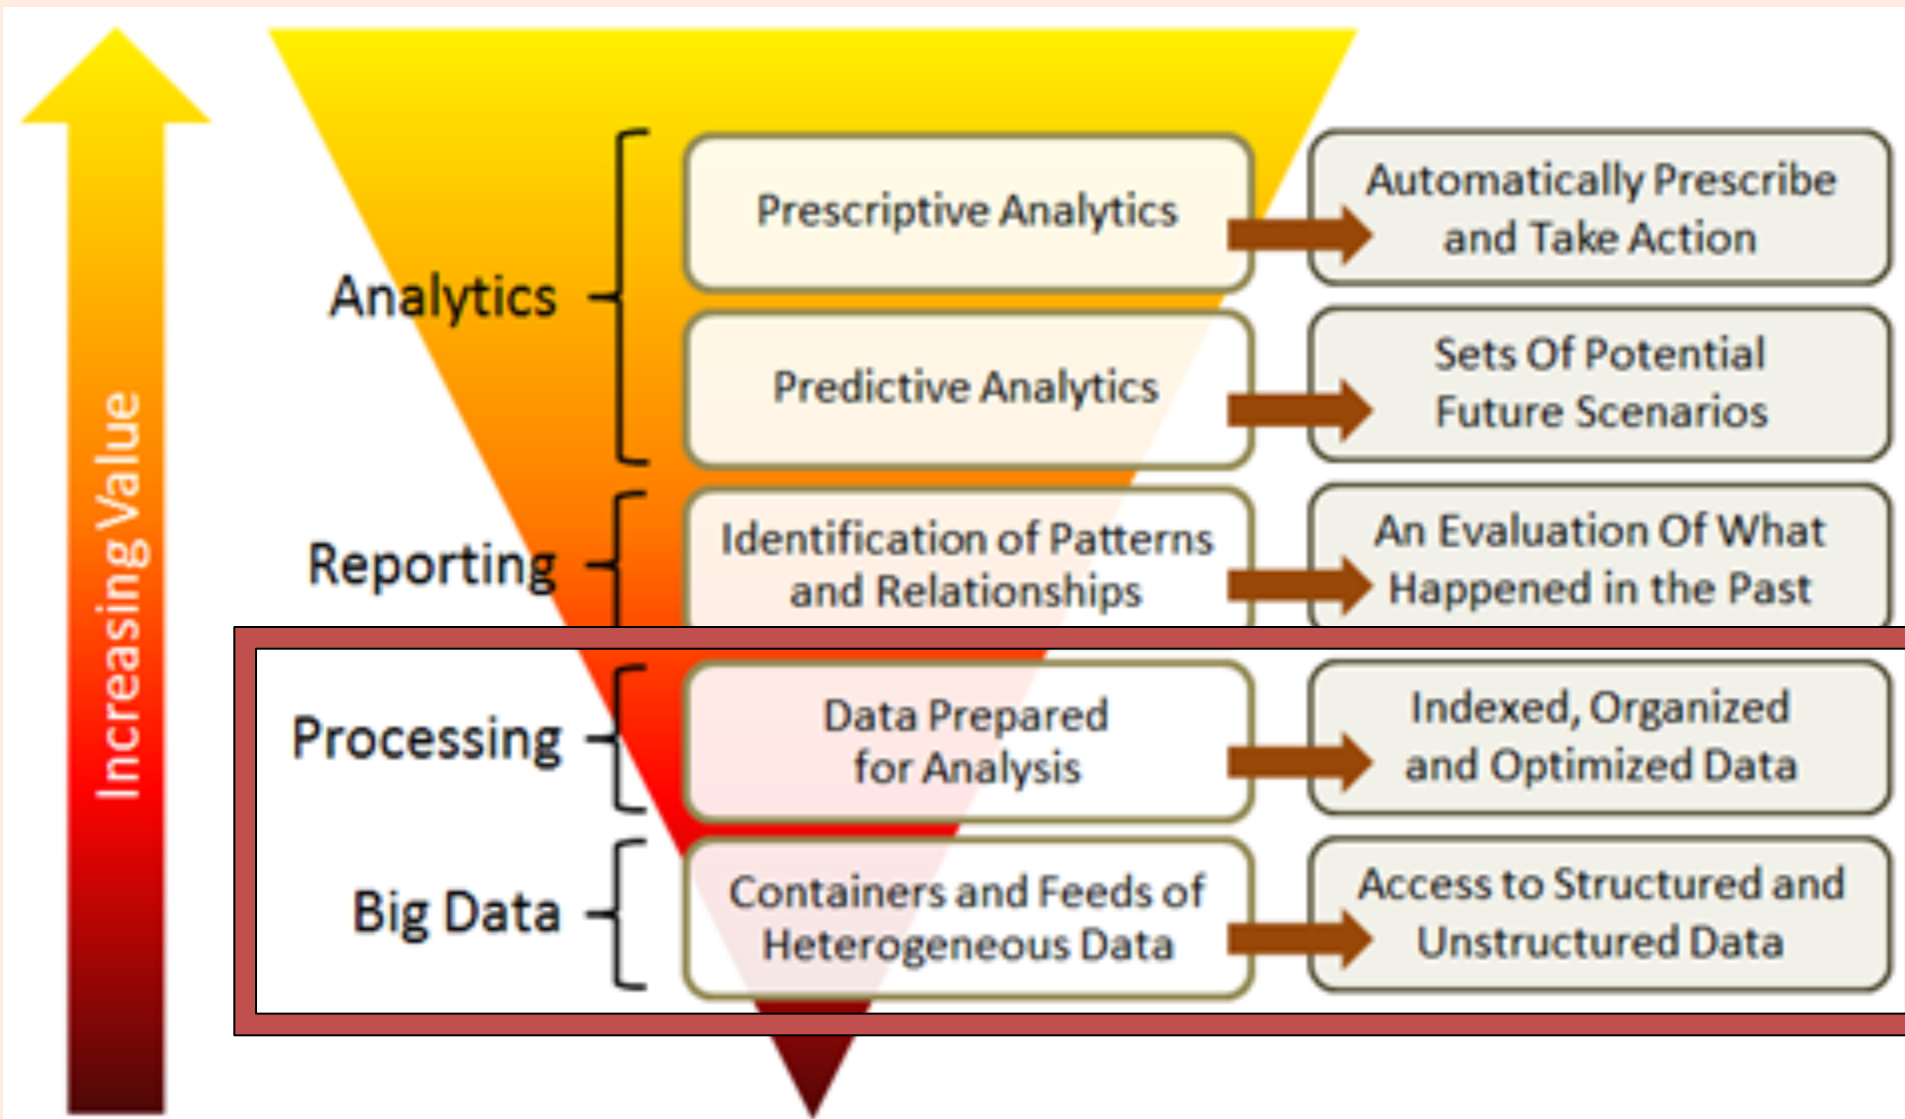 Increasing Value
Analytics
Prescriptive Analytics
Automatically Prescribe
and Take Action
Predictive Analytics
Sets Of Potential
Future Scenarios
Reporting
Identification of Patterns
and Relationships
An Evaluation Of What
Happened in the Past
Processing
Data Prepared
for Analysis
Indexed, Organized
and Optimized Data
Big Data
Containers and Feeds of
Heterogeneous Data
Access to Structured and
Unstructured Data